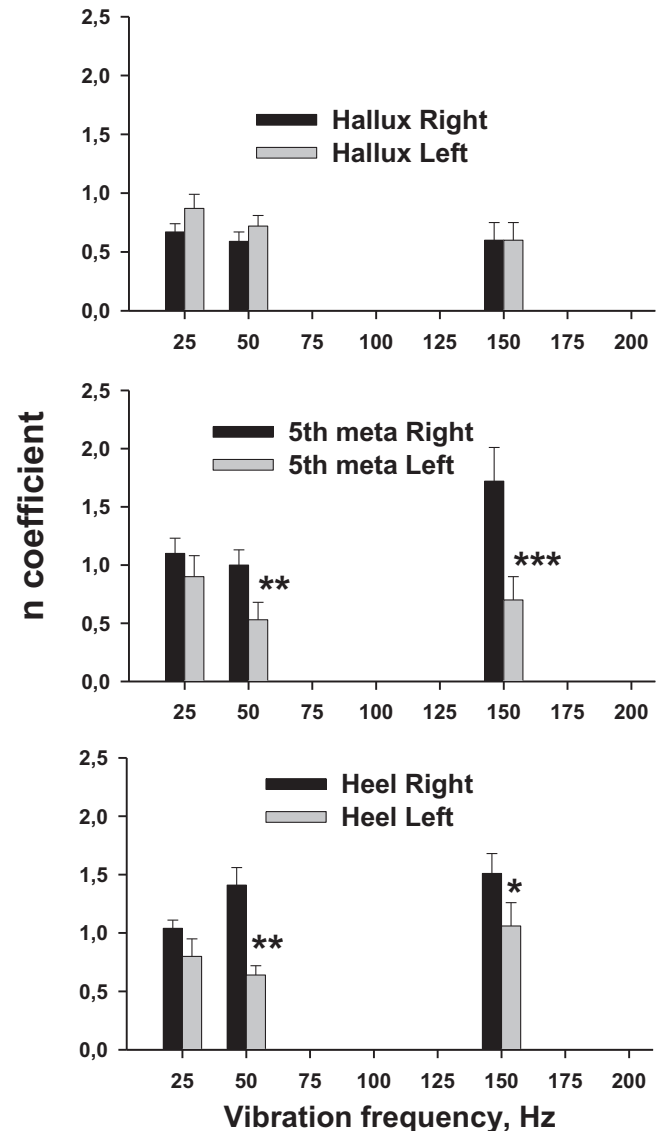 2,5
2,0
Hallux Right
1,5
Hallux Left
1,0
0,5
0,0
25 50 75 100 125 150 175 200
n coefficient
2,5
5th meta Right
2,0
5th meta Left
1,5
***
1,0
**
0,5
0,0
25 50 75 100 125 150 175 200
2,5
Heel Right
2,0
Heel Left
1,5
*
1,0
**
0,5
0,0
25 50 75 100 125 150 175 200
Vibration frequency, Hz